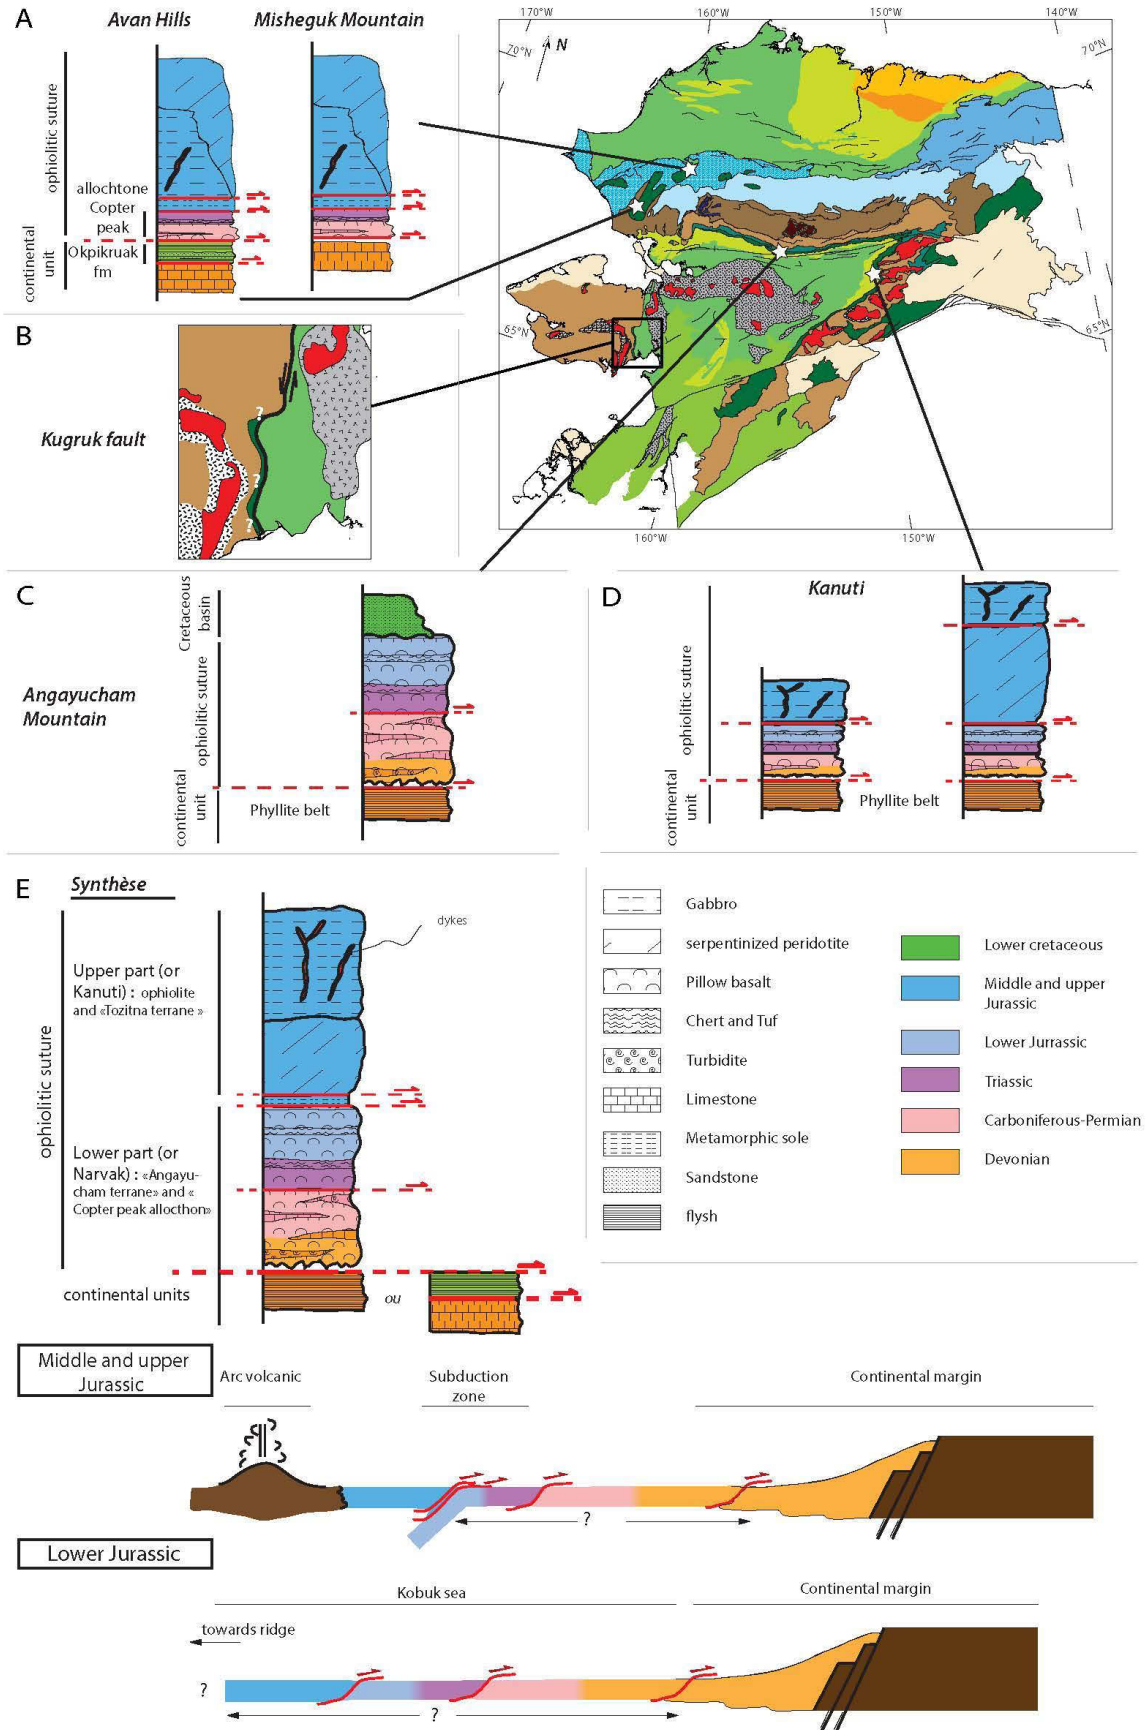 A
Avan Hills
Misheguk Mountain
ophiolitic suture
allochtone
Copter
peak
continental
unit
Okpikruak
fm
170°W
160°W
150°W
140°W
70°N
N
70°N
65°N
65°N
160°W
150°W
B
Kugruk fault
?
?
?
C
Cretaceous
basin
ophiolitic suture
Angayucham
Mountain
continental
unit
Phyllite belt
D
Kanuti
ophiolitic suture
continental
unit
Phyllite belt
E
Synthèse
dykes
ophiolitic suture
Upper part (or
Kanuti) : ophiolite
and «Tozitna terrane »
Lower part (or
Narvak) : «Angayu-
cham terrane» and «
Copter peak allocthon»
continental units
ou
Gabbro
serpentinized peridotite
Pillow basalt
Chert and Tuf
Turbidite
Limestone
Metamorphic sole
Sandstone
flysh
Lower cretaceous
Middle and upper
Jurassic
Lower Jurrassic
Triassic
Carboniferous-Permian
Devonian
Middle and upper
Jurassic
Arc volcanic
Subduction
zone
Continental margin
?
Lower Jurassic
Kobuk sea
Continental margin
towards ridge
?
?